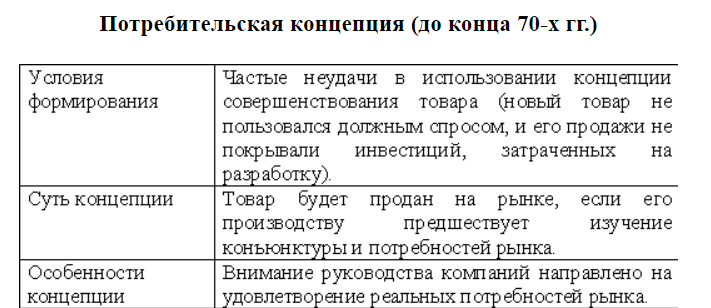 Потребительская концепция (до конца 70-х гг.)
Условия формирования
Частые неудачи в использовании концепции
совершенствования товара (новый товар не
пользовался должным спросом, и его продажи не
покрывали инвестиций, затраченных на
разработку).
Суть концепции
Товар будет продан на рынке, если его
производству предшествует изучение
конъюнктуры и потребностей рынка.
Особенности
концепции
Внимание руководства компаний направлено на
удовлетворение реальных потребностей рынка.